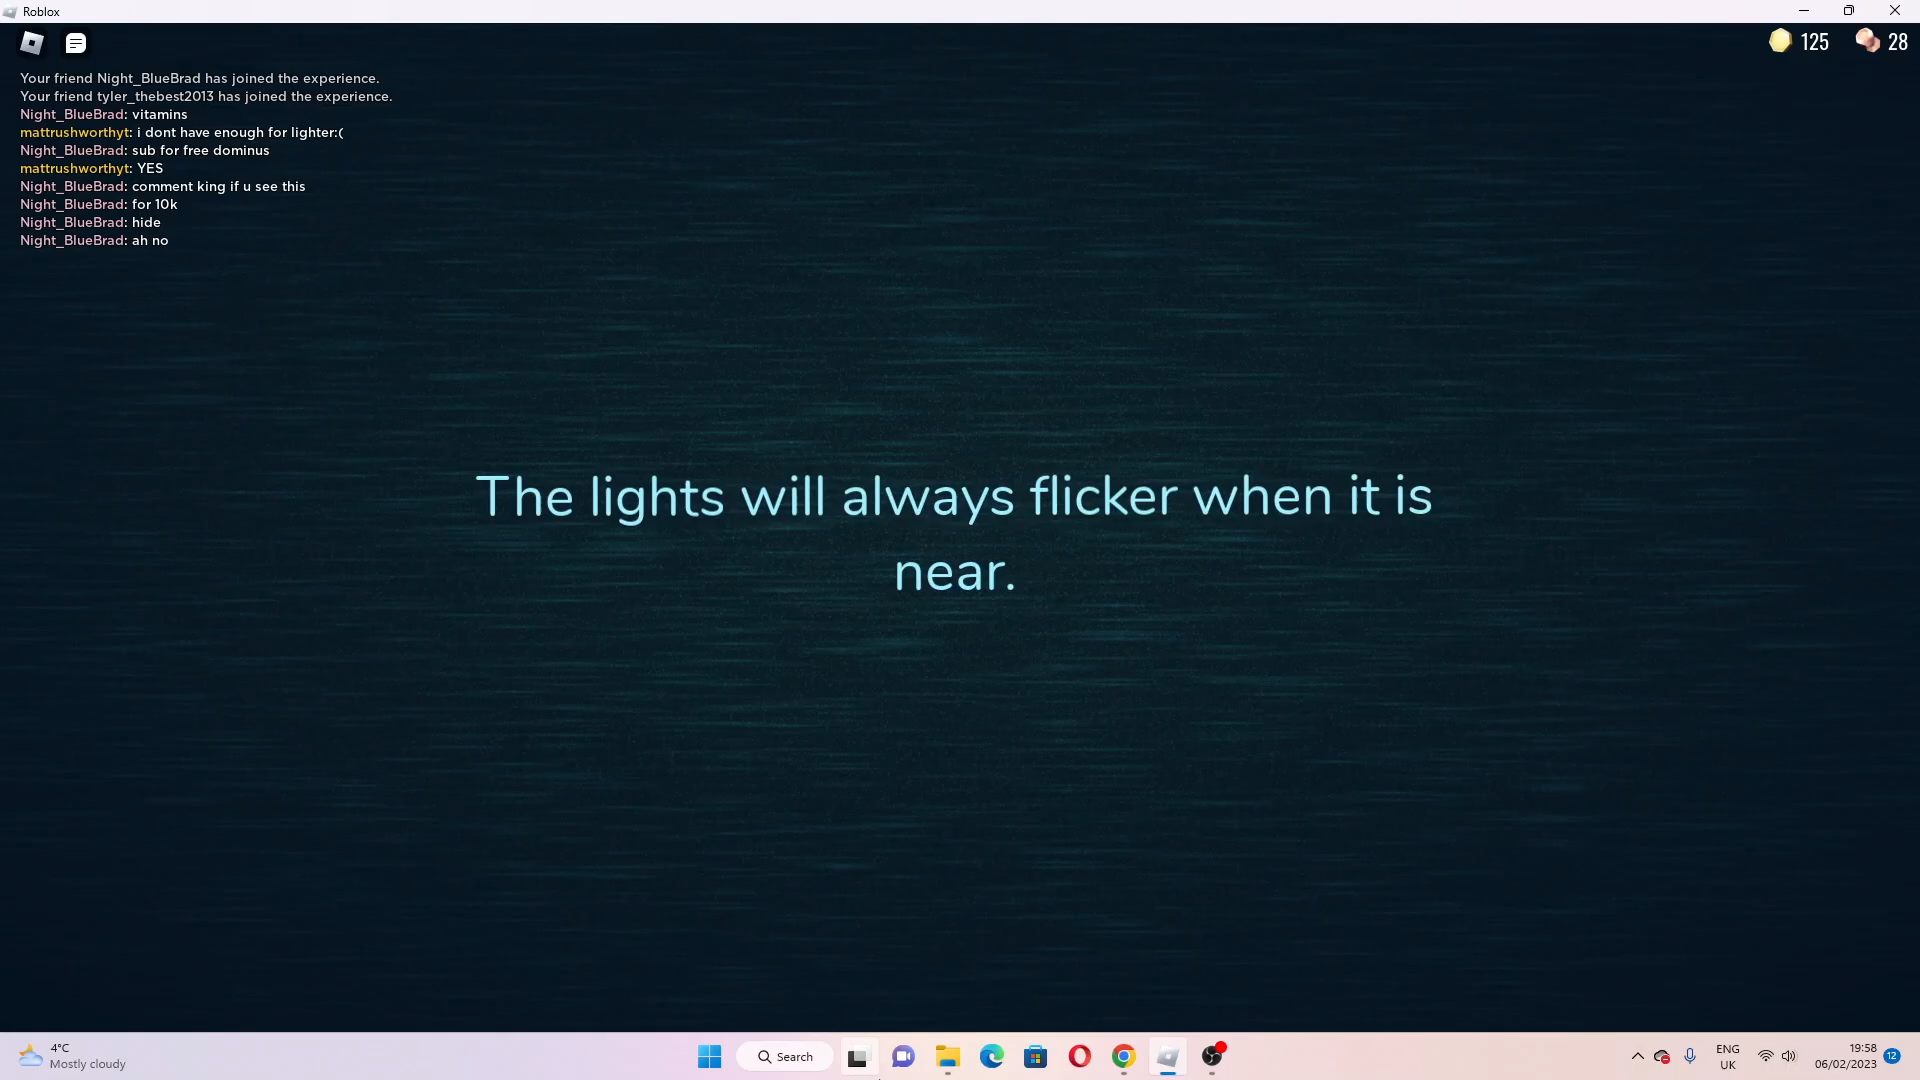 Roblox
125
28
Your friend Night_BlueBrad has joined the experience.
Your friend tyler_thebest2013 has joined the experience.
Night_BlueBrad: vitamins
mattrushworthyt: i dont have enough for lighter:(
Night_BlueBrad: sub for free dominus
mattrushworthyt: YES
Night_BlueBrad: comment king if u see this
Night_BlueBrad: for 10k
Night_BlueBrad: hide
Night_BlueBrad: ah no
The lights will always flicker when it is
near.
4°C
Mostly cloudy
Search
ENG
UK
19:58
06/02/2023
12